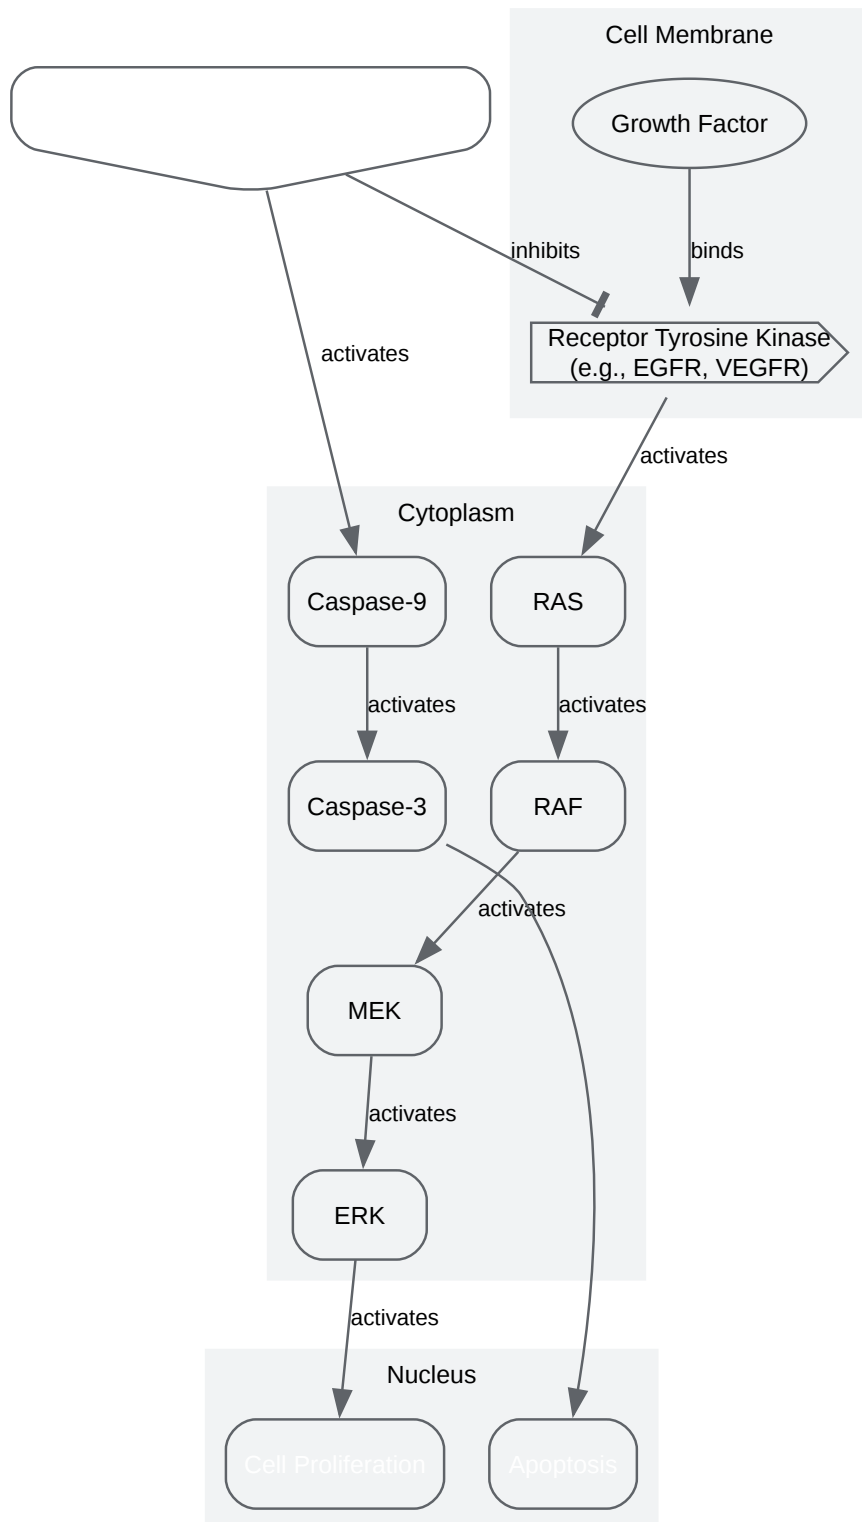 Cell Membrane
Growth Factor
inhibits
binds
Receptor Tyrosine Kinase
(e.g., EGFR, VEGFR)
activates
activates
Cytoplasm
Caspase-9
RAS
activates
activates
Caspase-3
RAF
activates
MEK
activates
ERK
activates
Nucleus
Cell Proliferation
Apoptosis